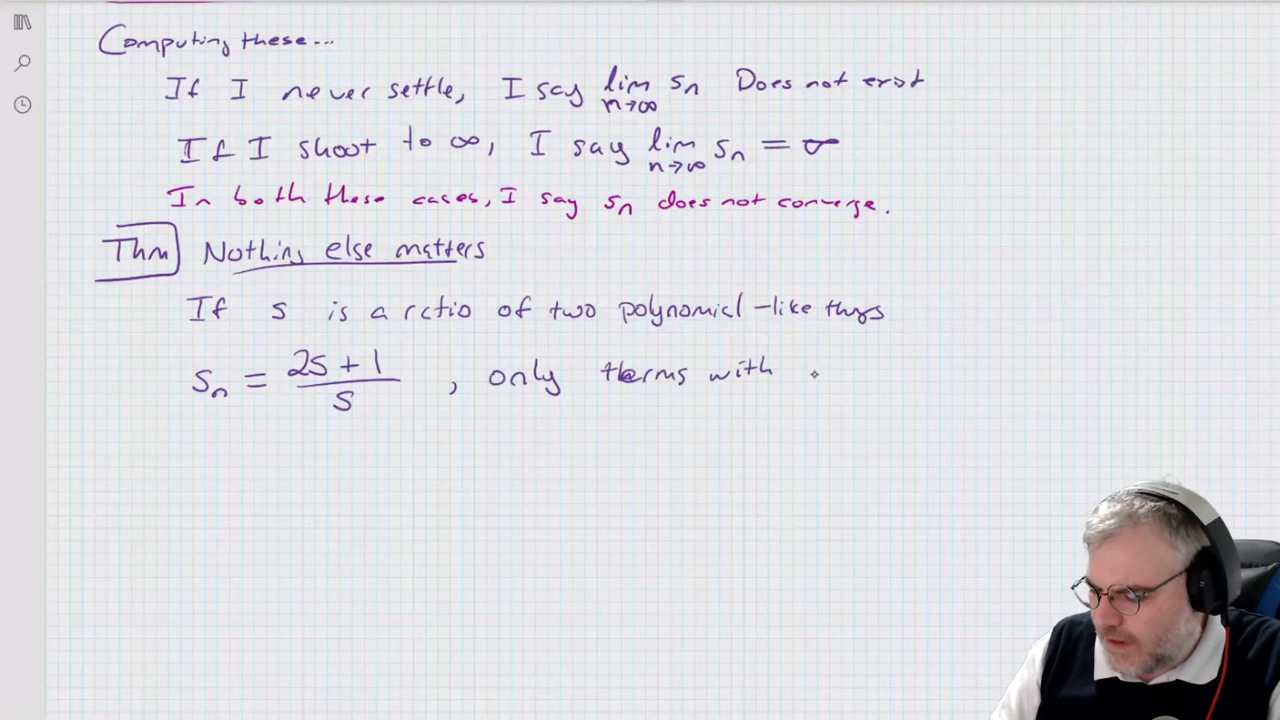 Computing these...
If I never settle, I say lim n→∞ sn Does not exist
If I shoot to ∞, I say lim n→∞ sn = ∞
In both these cases, I say sn does not converge.
Thm Nothing else matters
If s is a ratio of two polynomial-like thgs
sn = 2s + 1 / s , only terms with